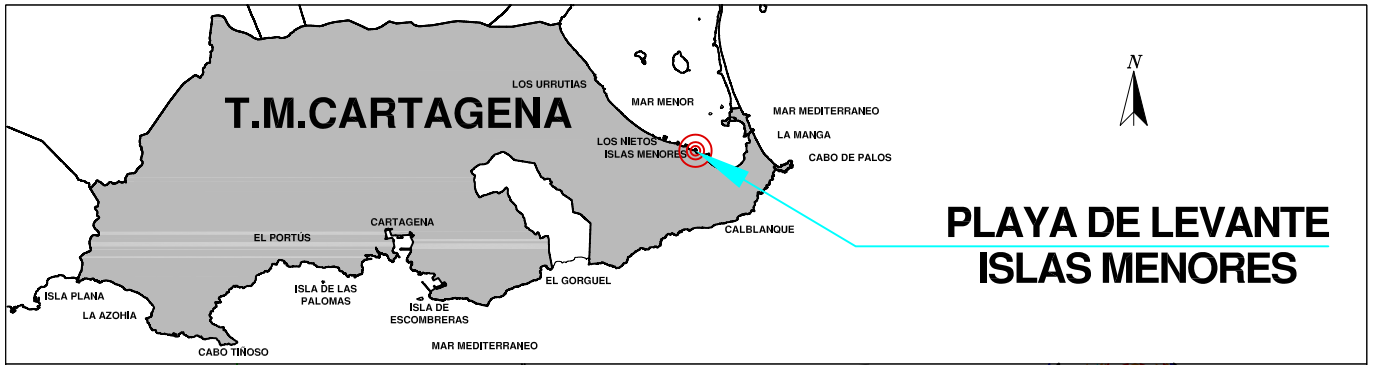 N
LOS URRUTIAS
T.M.CARTAGENA
MAR MENOR
MAR MEDITERRANEO
LA MANGA
LOS NIETOS
ISLAS MENORES
CABO DE PALOS
PLAYA DE LEVANTE
ISLAS MENORES
CARTAGENA
CALBLANQUE
EL PORTÚS
EL GORGUEL
ISLA PLANA
ISLA DE LAS
PALOMAS
LA AZOHÍA
ISLA DE
ESCOMBRERAS
CABO TIÑOSO
MAR MEDITERRANEO